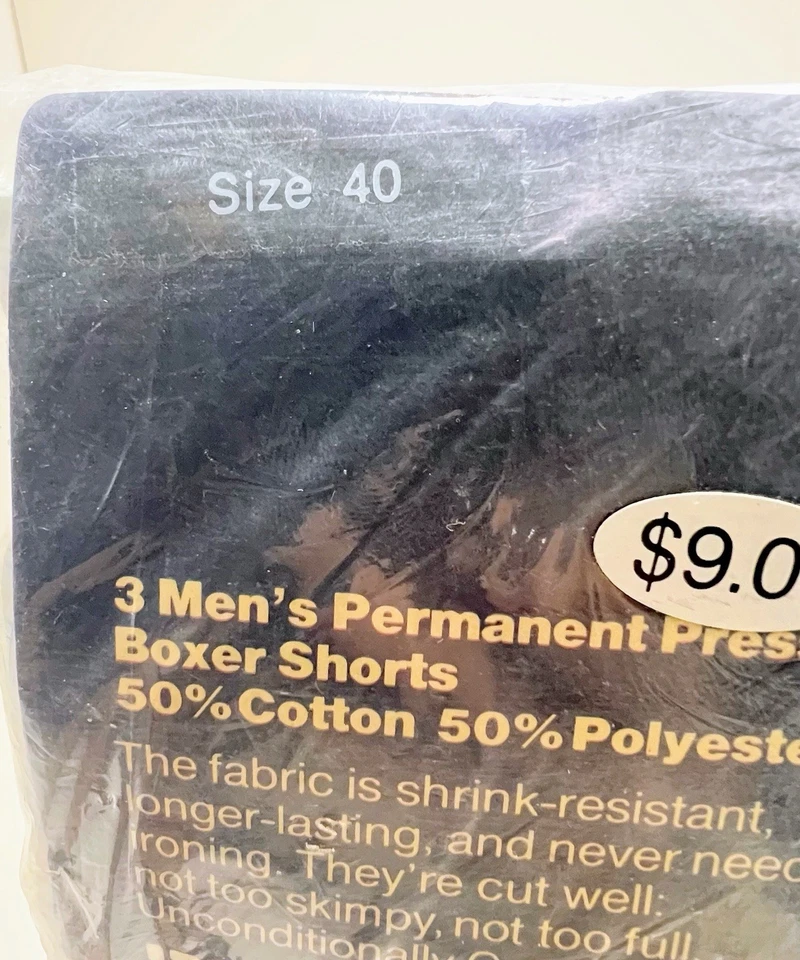 Size 40
$9.0
3 Men's Permanent Pres
Boxer Shorts
50% Cotton 50% Polyeste
The fabric is shrink-resistant,
longer-lasting, and never need
ironing. They're cut well:
not too skimpy, not too full.
Unconditionally